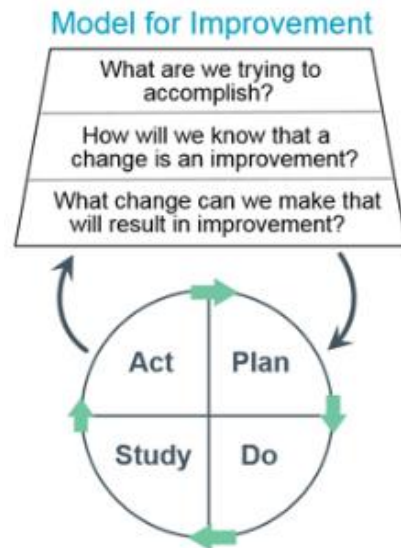 Model for Improvement
What are we trying to
accomplish?
How will we know that a
change is an improvement?
What change can we make that
will result in improvement?
Act
Plan
Study
Do